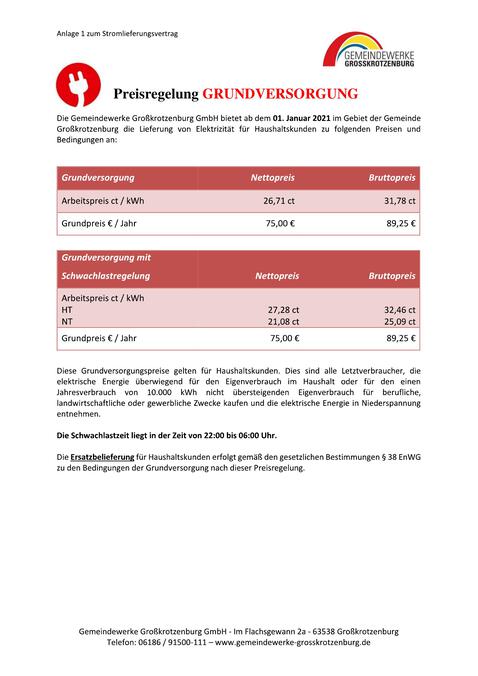 Anlage 1 zum Stromlieferungsvertrag
GEMEINDEWERKE
GROSSKROTZENBURG
Preisregelung GRUNDVERSORGUNG
Die Gemeindewerke Großkrotzenburg GmbH bietet ab dem 01. Januar 2021 im Gebiet der Gemeinde
Großkrotzenburg die Lieferung von Elektrizität für Haushaltskunden zu folgenden Preisen und
Bedingungen an:
Grundversorgung Nettopreis Bruttopreis
Arbeitspreis ct / kWh 26,71 ct 31,78 ct
Grundpreis € / Jahr 75,00 € 89,25 €
Grundversorgung mit
Schwachlastregelung Nettopreis Bruttopreis
Arbeitspreis ct / kWh
HT 27,28 ct 32,46 ct
NT 21,08 ct 25,09 ct
Grundpreis € / Jahr 75,00 € 89,25 €
Diese Grundversorgungspreise gelten für Haushaltskunden. Dies sind alle Letztverbraucher, die
elektrische Energie überwiegend für den Eigenverbrauch im Haushalt oder für den einen
Jahresverbrauch von 10.000 kWh nicht übersteigenden Eigenverbrauch für berufliche,
landwirtschaftliche oder gewerbliche Zwecke kaufen und die elektrische Energie in Niederspannung
entnehmen.
Die Schwachlastzeit liegt in der Zeit von 22:00 bis 06:00 Uhr.
Die Ersatzbelieferung für Haushaltskunden erfolgt gemäß den gesetzlichen Bestimmungen § 38 EnWG
zu den Bedingungen der Grundversorgung nach dieser Preisregelung.
Gemeindewerke Großkrotzenburg GmbH - Im Flachsgewann 2a - 63538 Großkrotzenburg
Telefon: 06186 / 91500-111 – www.gemeindewerke-grosskrotzenburg.de